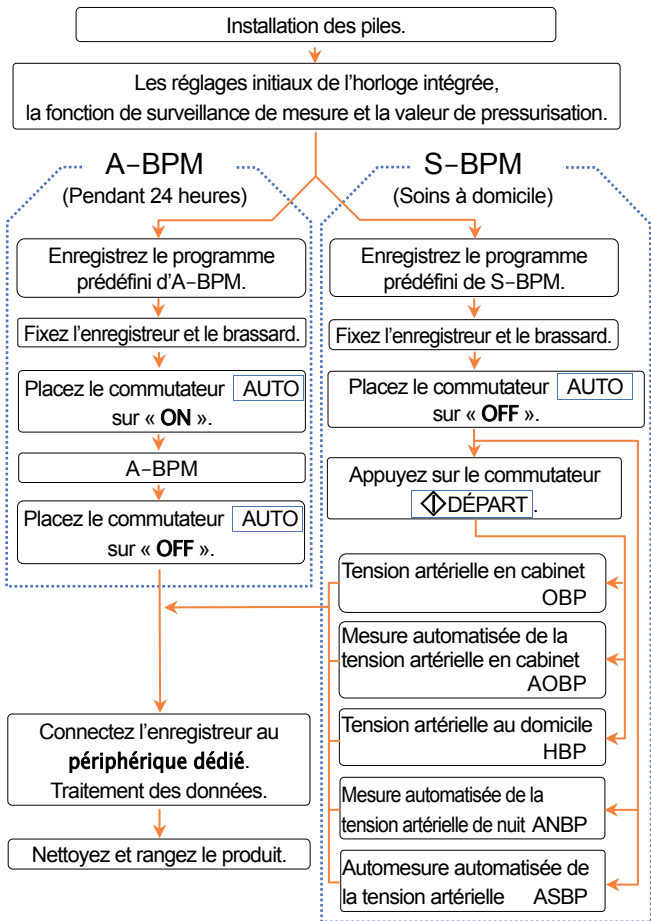 Installation des piles.
Les réglages initiaux de l'horloge intégrée,
la fonction de surveillance de mesure et la valeur de pressurisation.
A–BPM
(Pendant 24 heures)
Enregistrez le programme
prédéfini d'A–BPM.
Fixez l'enregistreur et le brassard.
Placez le commutateur AUTO
sur « ON ».
A–BPM
Placez le commutateur AUTO
sur « OFF ».
Connectez l'enregistreur au
périphérique dédié.
Traitement des données.
Nettoyez et rangez le produit.
S–BPM
(Soins à domicile)
Enregistrez le programme
prédéfini de S–BPM.
Fixez l'enregistreur et le brassard.
Placez le commutateur AUTO
sur « OFF ».
Appuyez sur le commutateur
DÉPART.
Tension artérielle en cabinet
OBP
Mesure automatisée de la
tension artérielle en cabinet
AOBP
Tension artérielle au domicile
HBP
Mesure automatisée de la
tension artérielle de nuit ANBP
Automesure automatisée de
la tension artérielle ASBP